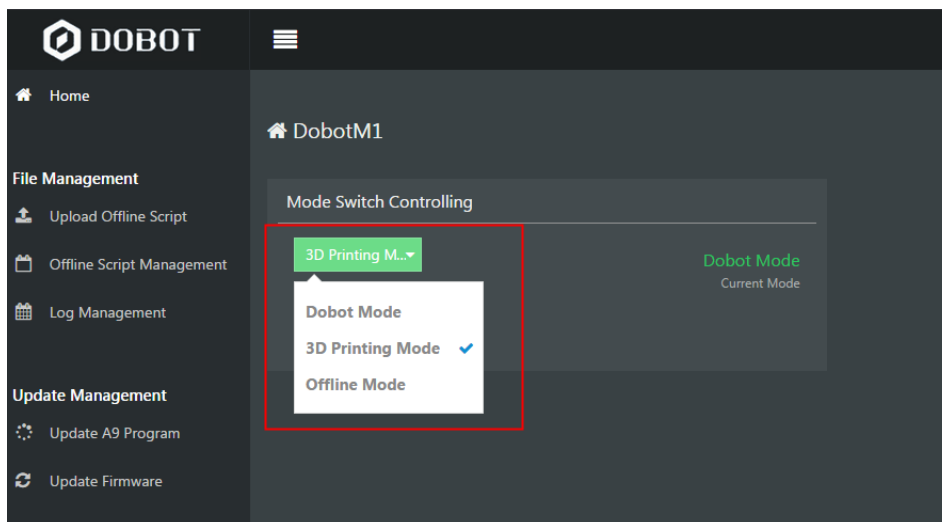 DOBOT
Home
File Management
Upload Offline Script
Offline Script Management
Log Management
Update Management
Update A9 Program
Update Firmware
DobotM1
Mode Switch Controlling
3D Printing M...
Dobot Mode
3D Printing Mode
Offline Mode
Dobot Mode
Current Mode